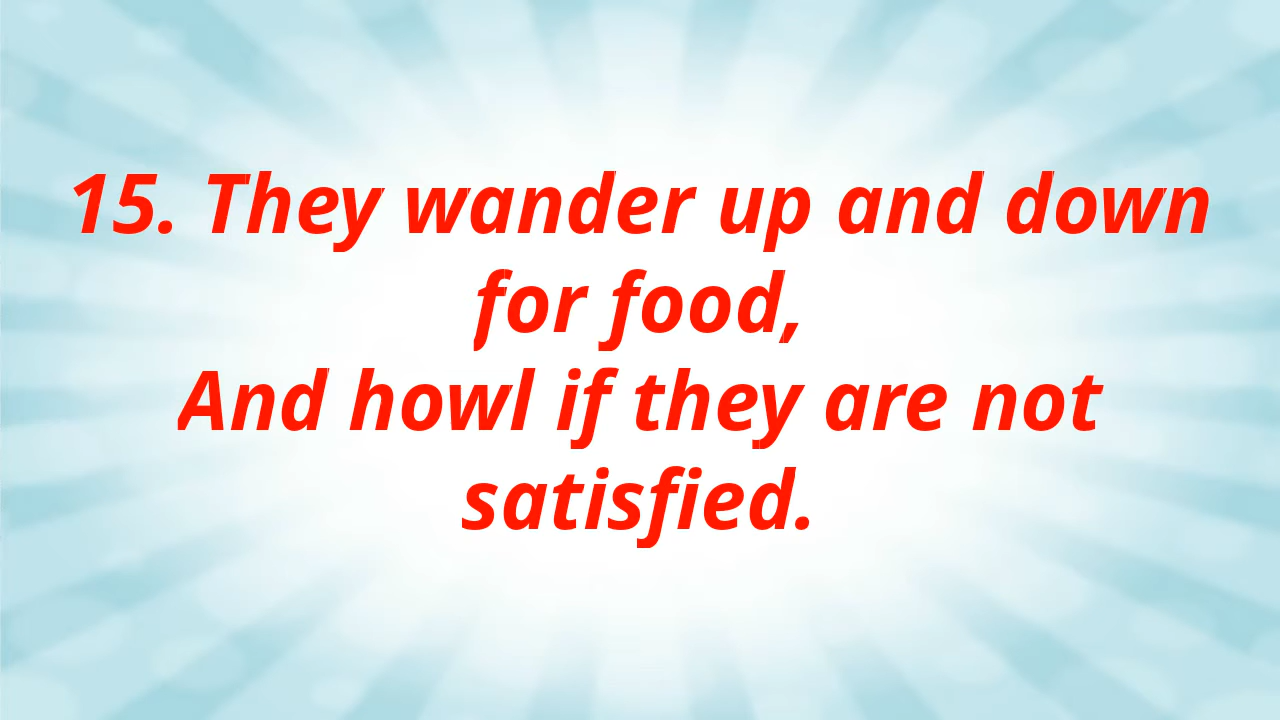 15. They wander up and down
for food,
And howl if they are not
satisfied.